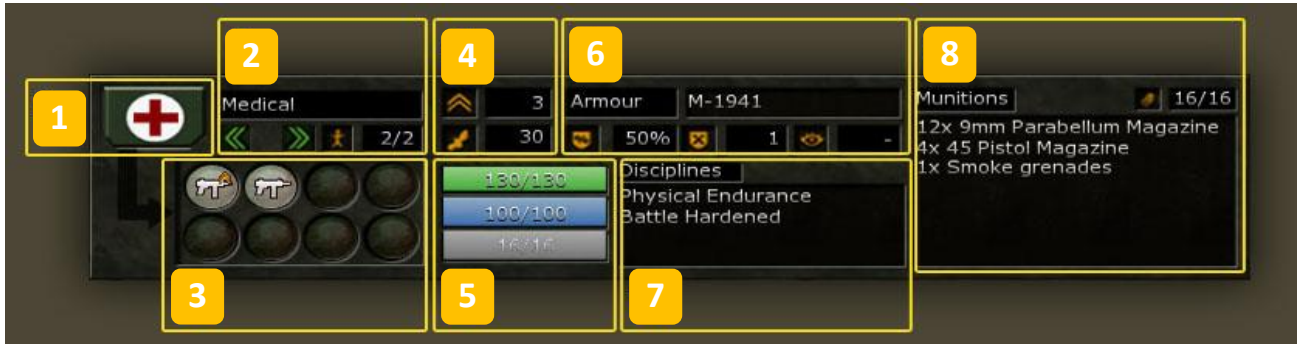 1
2
Medical
2/2
3
4
3
30
5
130/130
100/100
16/16
6
Armour M-1941
50% 1 -
7
Disciplines
Physical Endurance
Battle Hardened
8
Munitions 16/16
12x 9mm Parabellum Magazine
4x 45 Pistol Magazine
1x Smoke grenades